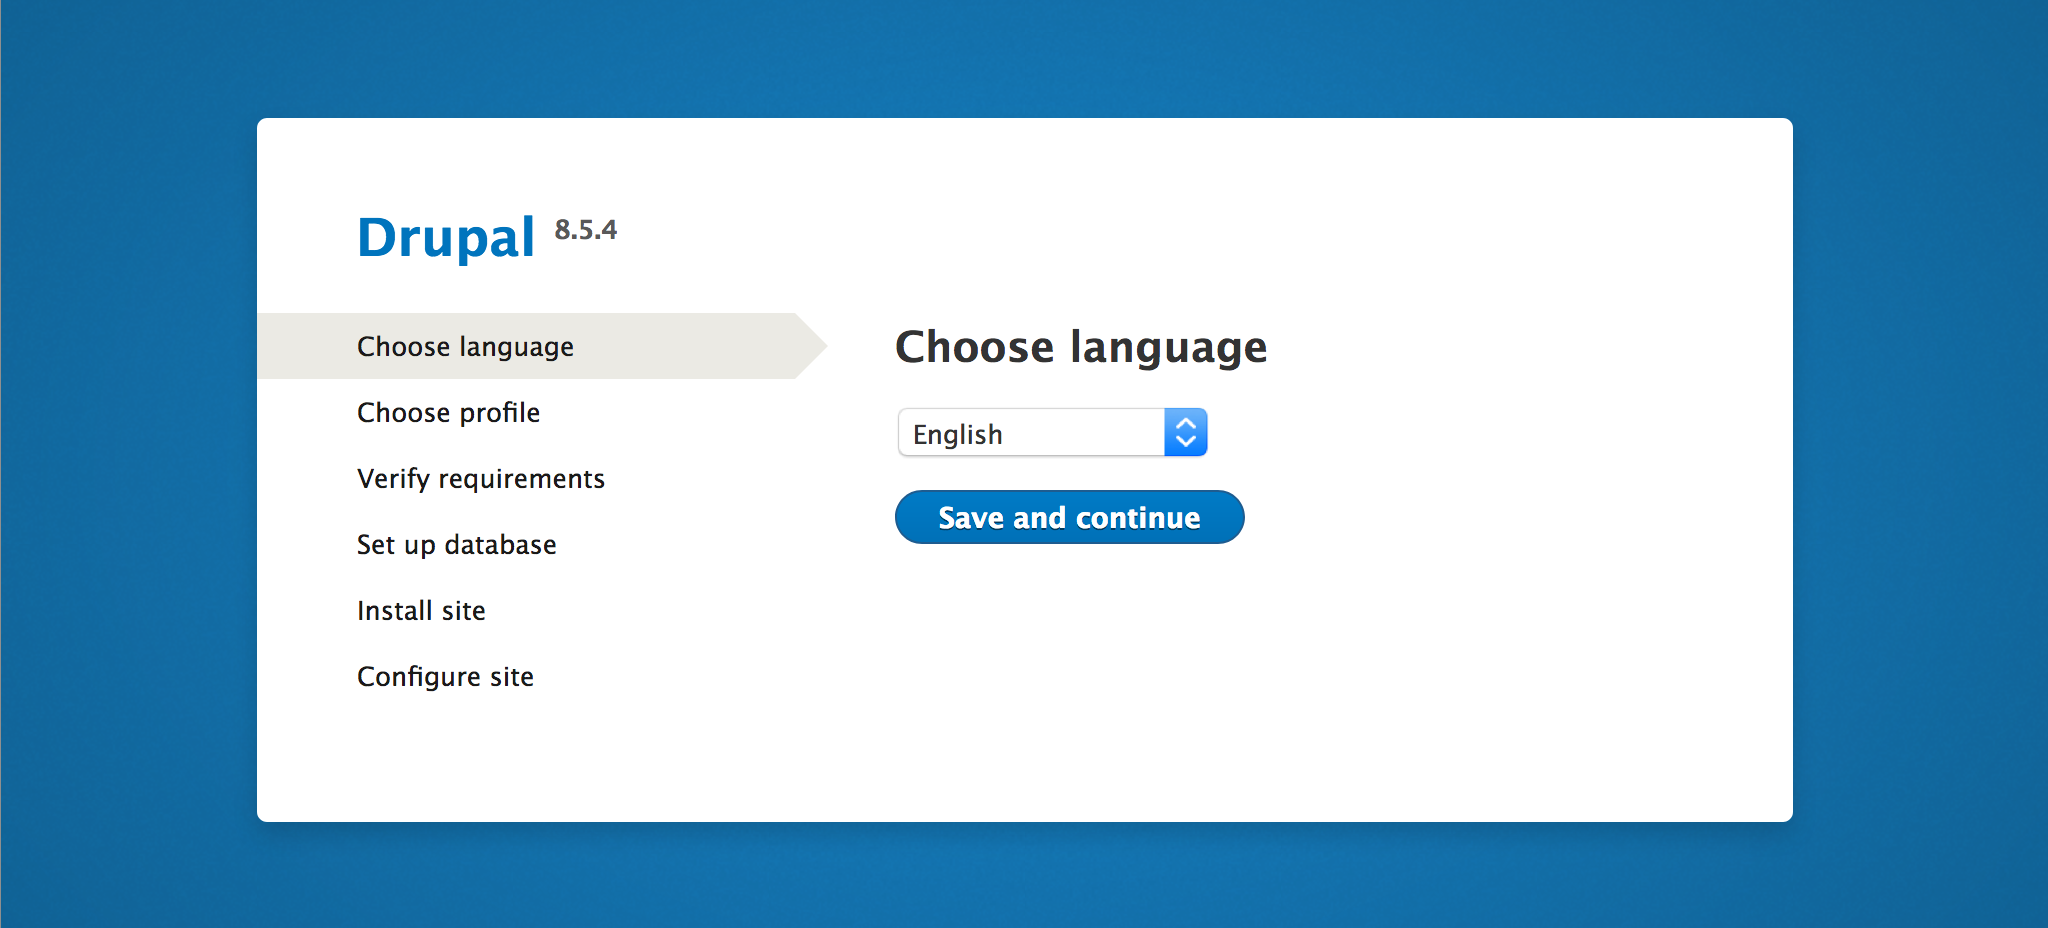 Drupal 8.5.4
Choose language
Choose profile
Verify requirements
Set up database
Install site
Configure site
Choose language
English
Save and continue